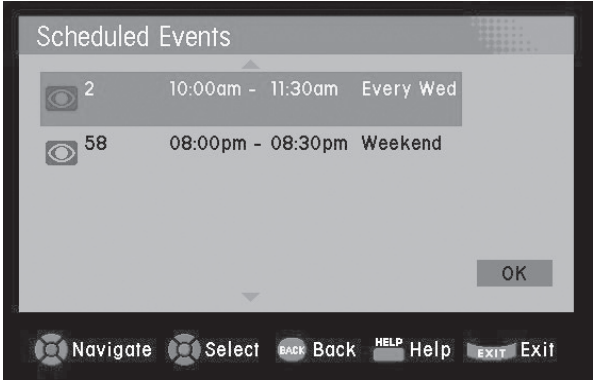 Scheduled Events
2 10:00am - 11:30am Every Wed
58 08:00pm - 08:30pm Weekend
OK
Navigate Select BACK Back HELP Help EXIT Exit